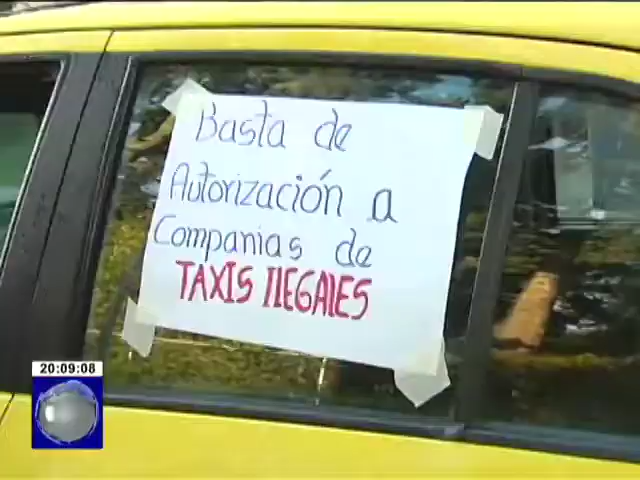 Basta de
Autorización a
Companias de
TAXIS IlEGAlES
20:09:08